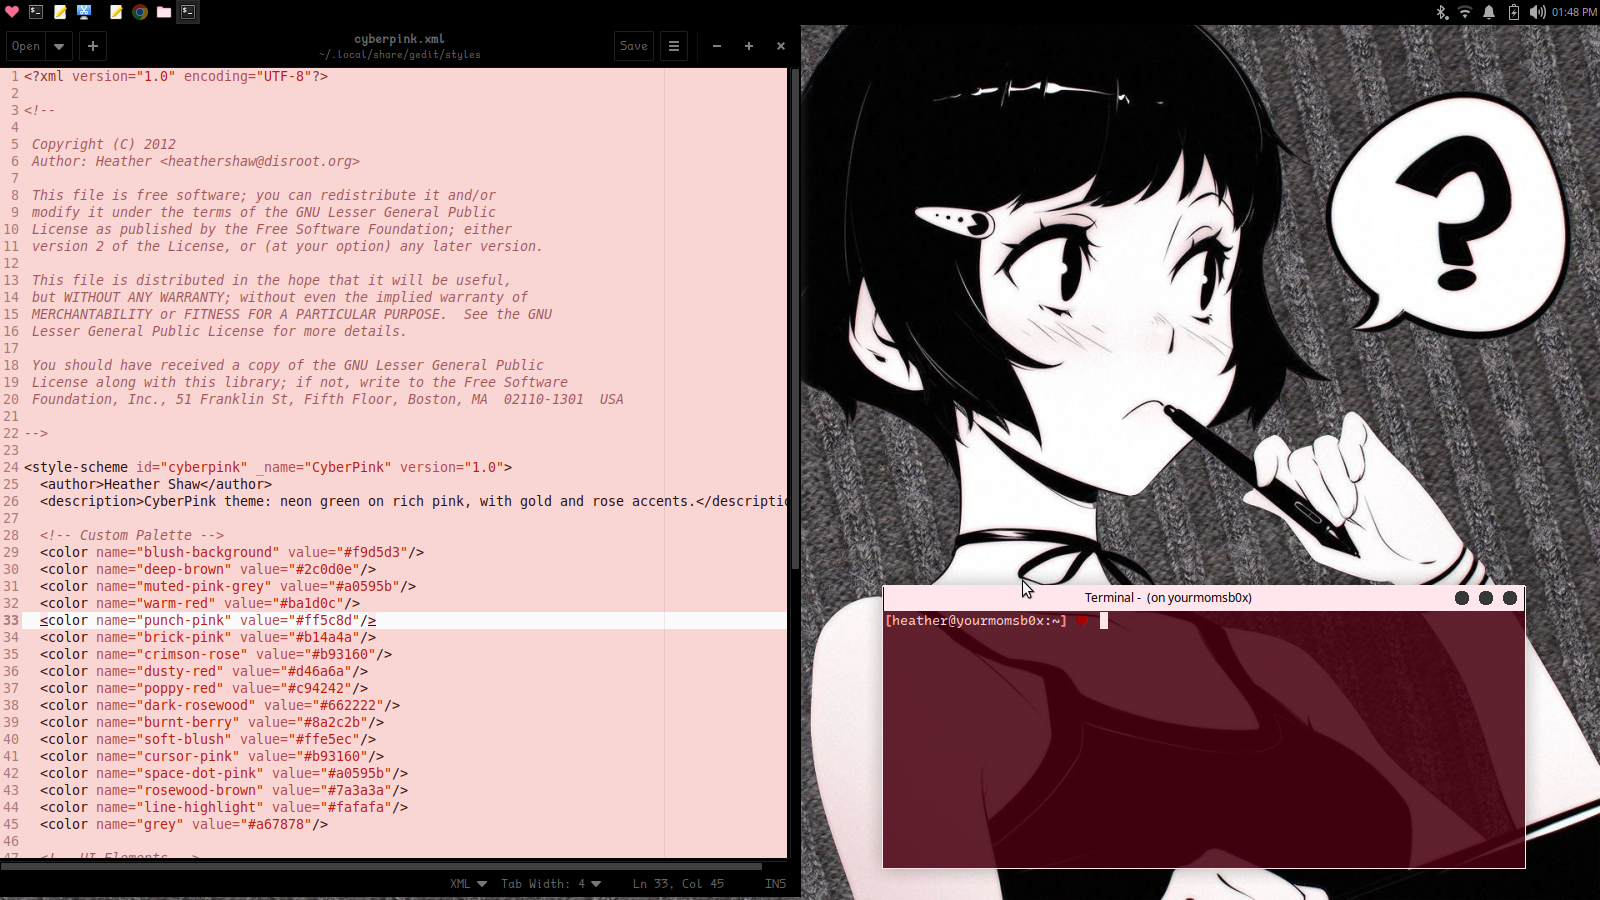 01:48 PM
Open
cyberpink.xml
~/.local/share/gedit/styles
Save
1 <?xml version="1.0" encoding="UTF-8"?>
2
3 <!--
4
5 Copyright (C) 2012
6 Author: Heather <heathershaw@disroot.org>
7
8 This file is free software; you can redistribute it and/or
9 modify it under the terms of the GNU Lesser General Public
10 License as published by the Free Software Foundation; either
11 version 2 of the License, or (at your option) any later version.
12
13 This file is distributed in the hope that it will be useful,
14 but WITHOUT ANY WARRANTY; without even the implied warranty of
15 MERCHANTABILITY or FITNESS FOR A PARTICULAR PURPOSE.  See the GNU
16 Lesser General Public License for more details.
17
18 You should have received a copy of the GNU Lesser General Public
19 License along with this library; if not, write to the Free Software
20 Foundation, Inc., 51 Franklin St, Fifth Floor, Boston, MA  02110-1301  USA
21
22 -->
23
24 <style-scheme id="cyberpink" _name="CyberPink" version="1.0">
25   <author>Heather Shaw</author>
26   <description>CyberPink theme: neon green on rich pink, with gold and rose accents.</descriptio
27
28   <!-- Custom Palette -->
29   <color name="blush-background" value="#f9d5d3"/>
30   <color name="deep-brown" value="#2c0d0e"/>
31   <color name="muted-pink-grey" value="#a0595b"/>
32   <color name="warm-red" value="#ba1d0c"/>
33   <color name="punch-pink" value="#ff5c8d"/>
34   <color name="brick-pink" value="#b14a4a"/>
35   <color name="crimson-rose" value="#b93160"/>
36   <color name="dusty-red" value="#d46a6a"/>
37   <color name="poppy-red" value="#c94242"/>
38   <color name="dark-rosewood" value="#662222"/>
39   <color name="burnt-berry" value="#8a2c2b"/>
40   <color name="soft-blush" value="#ffe5ec"/>
41   <color name="cursor-pink" value="#b93160"/>
42   <color name="space-dot-pink" value="#a0595b"/>
43   <color name="rosewood-brown" value="#7a3a3a"/>
44   <color name="line-highlight" value="#fafafa"/>
45   <color name="grey" value="#a67878"/>
46
47   <!-- UI Elements -->
XML
Tab Width: 4
Ln 33, Col 45
INS
?
Terminal - (on yourmomsb0x)
[heather@yourmomsb0x:~] ♥